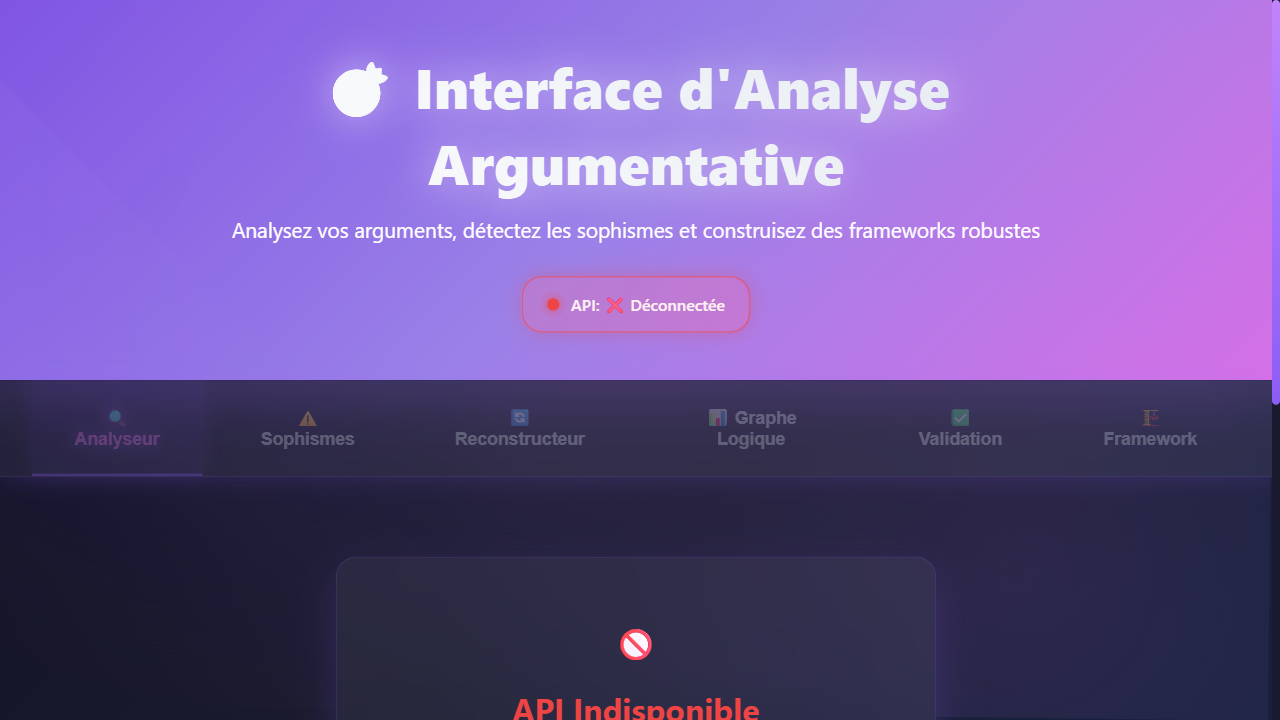 Interface d'Analyse
Argumentative
Analysez vos arguments, détectez les sophismes et construisez des frameworks robustes
API: ❌ Déconnectée
Analyseur
Sophismes
Reconstructeur
Graphe
Logique
Validation
Framework
API Indisponible